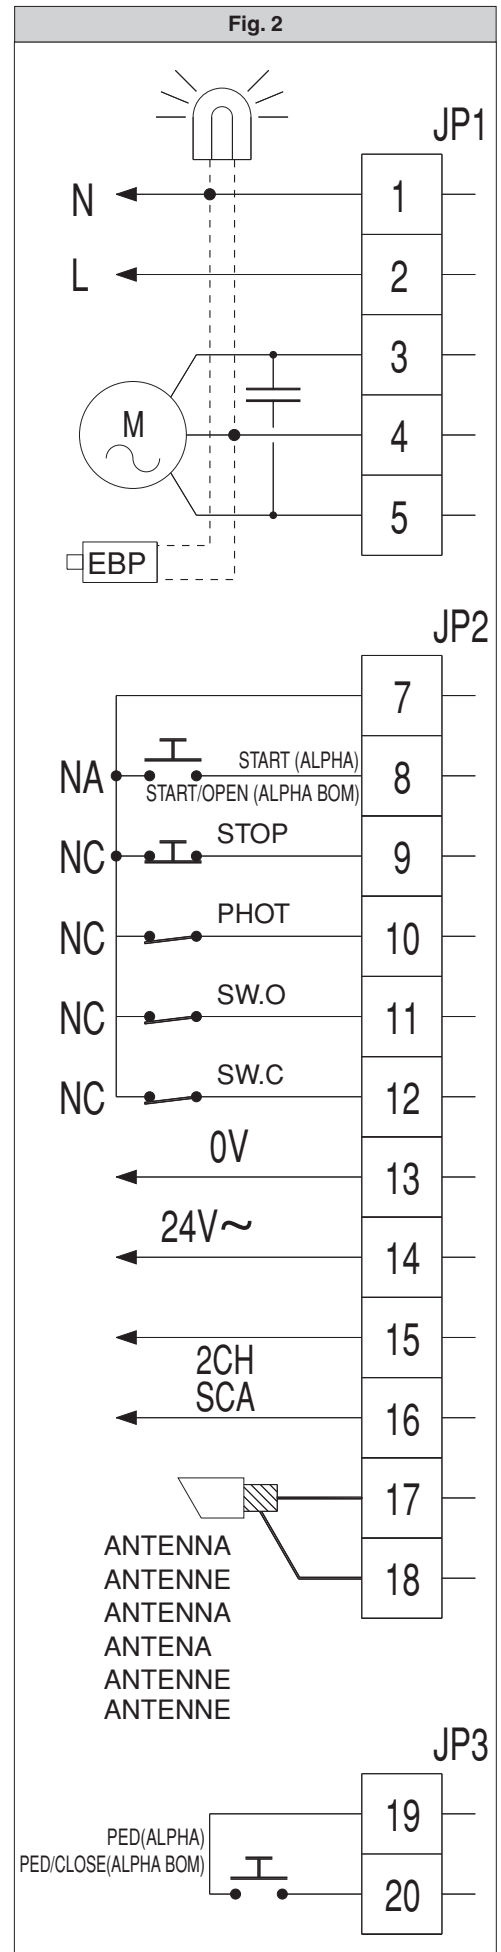 Fig. 2
JP1
N 1
L 2
3
M 4
5
EBP
JP2
7
START (ALPHA)
NA 8
START/OPEN (ALPHA BOM)
STOP
NC 9
PHOT
NC 10
SW.O
NC 11
SW.C
NC 12
0V
13
24V~
14
15
2CH
SCA
16
17
ANTENNA
ANTENNE
18
ANTENNA
ANTENA
ANTENNE
ANTENNE
JP3
19
PED(ALPHA)
PED/CLOSE(ALPHA BOM)
20